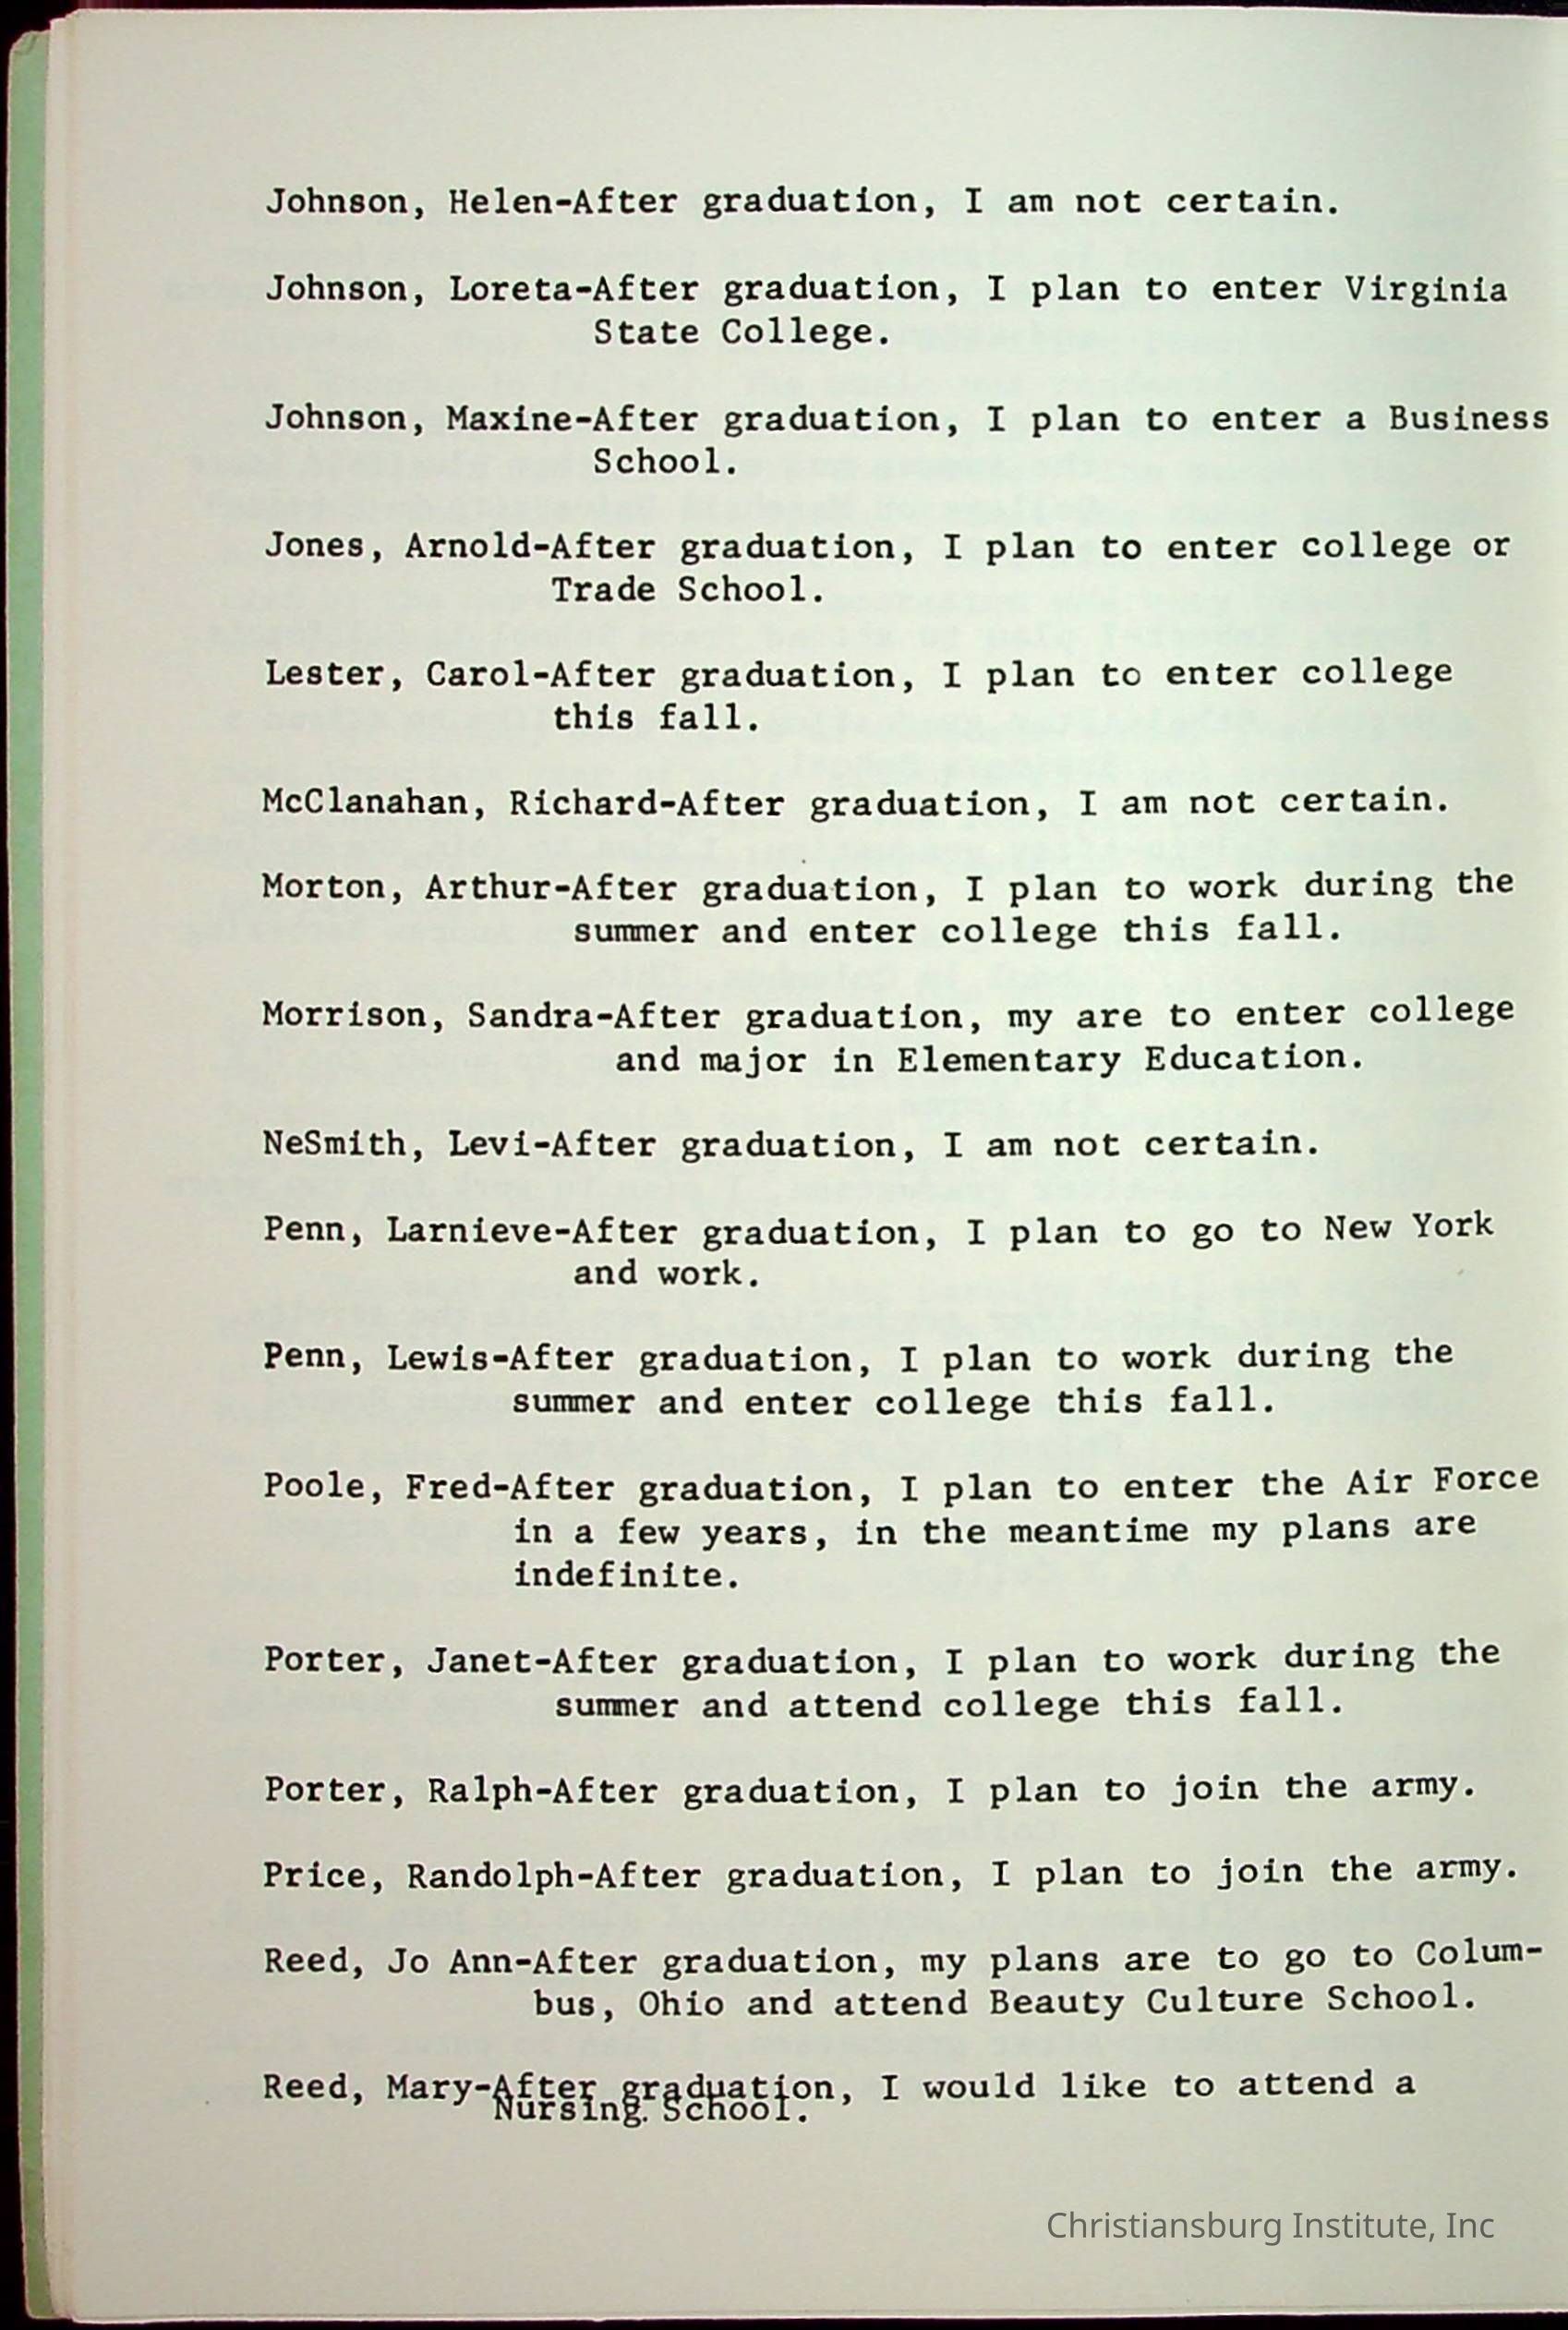 Johnson, Helen-After graduation, I am not certain.
Johnson, Loreta-After graduation, I plan to enter Virginia
State College.
Johnson, Maxine-After graduation, I plan to enter a Business
School.
Jones, Arnold-After graduation, I plan to enter college or
Trade School.
Lester, Carol-After graduation, I plan to enter college
this fall.
McClanahan, Richard-After graduation, I am not certain.
Morton, Arthur-After graduation, I plan to work during the
summer and enter college this fall.
Morrison, Sandra-After graduation, my are to enter college
and major in Elementary Education.
NeSmith, Levi-After graduation, I am not certain.
Penn, Larnieve-After graduation, I plan to go to New York
and work.
Penn, Lewis-After graduation, I plan to work during the
summer and enter college this fall.
Poole, Fred-After graduation, I plan to enter the Air Force
in a few years, in the meantime my plans are
indefinite.
Porter, Janet-After graduation, I plan to work during the
summer and attend college this fall.
Porter, Ralph-After graduation, I plan to join the army.
Price, Randolph-After graduation, I plan to join the army.
Reed, Jo Ann-After graduation, my plans are to go to Colum-
bus, Ohio and attend Beauty Culture School.
Reed, Mary-After graduation, I would like to attend a
Nursing School.
Christiansburg Institute, Inc